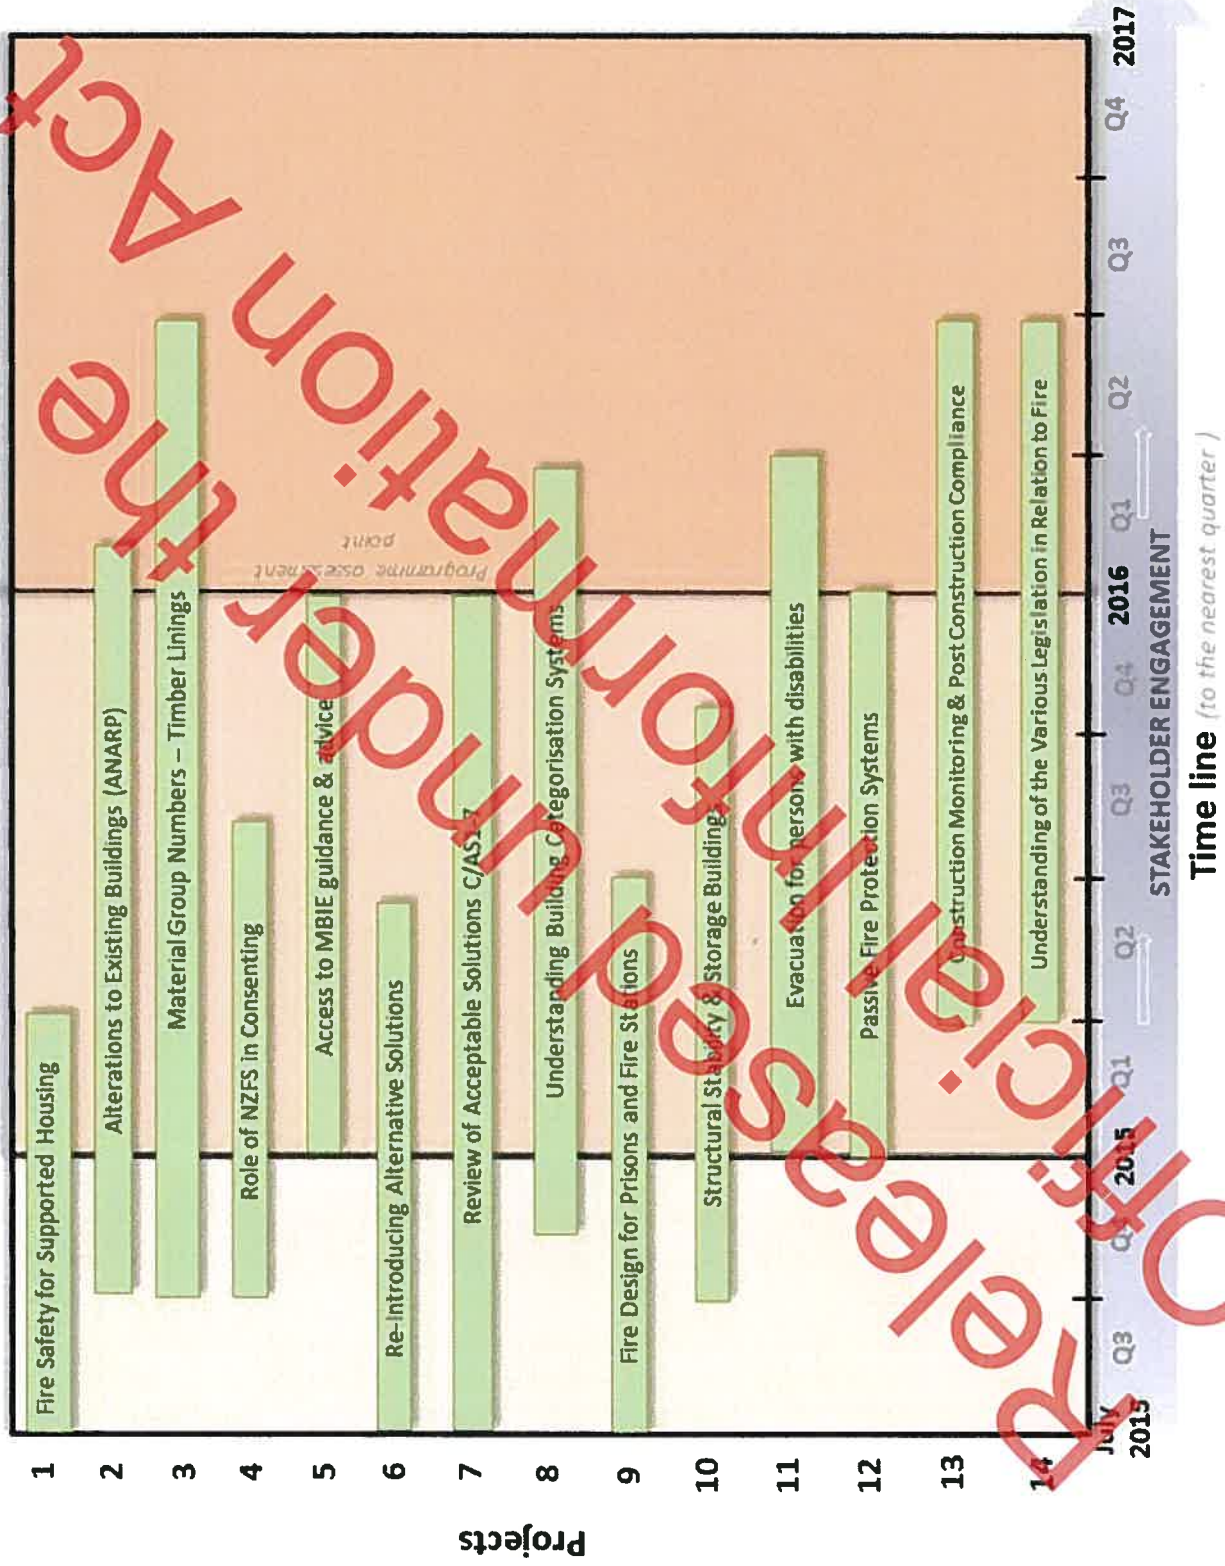 Projects
1
Fire Safety for Supported Housing
2
Alterations to Existing Buildings (ANARP)
3
Material Group Numbers – Timber Linings
4
Role of NZFS in Consenting
5
Access to MBIE guidance & advice
6
Re-Introducing Alternative Solutions
7
Review of Acceptable Solutions C/AS1-7
8
Understanding Building Categorisation Systems
9
Fire Design for Prisons and Fire Stations
10
Structural Stability & Storage Buildings
11
Evacuation for persons with disabilities
12
Passive Fire Protection Systems
13
Construction Monitoring & Post Construction Compliance
14
Understanding of the Various Legislation in Relation to Fire
Programme assessment
point
July
2015
Q3
Q4
2015
Q1
Q2
Q3
Q4
2016
Q1
Q2
Q3
Q4
2017
STAKEHOLDER ENGAGEMENT
Time line (to the nearest quarter)
Released under the
Official Information Act